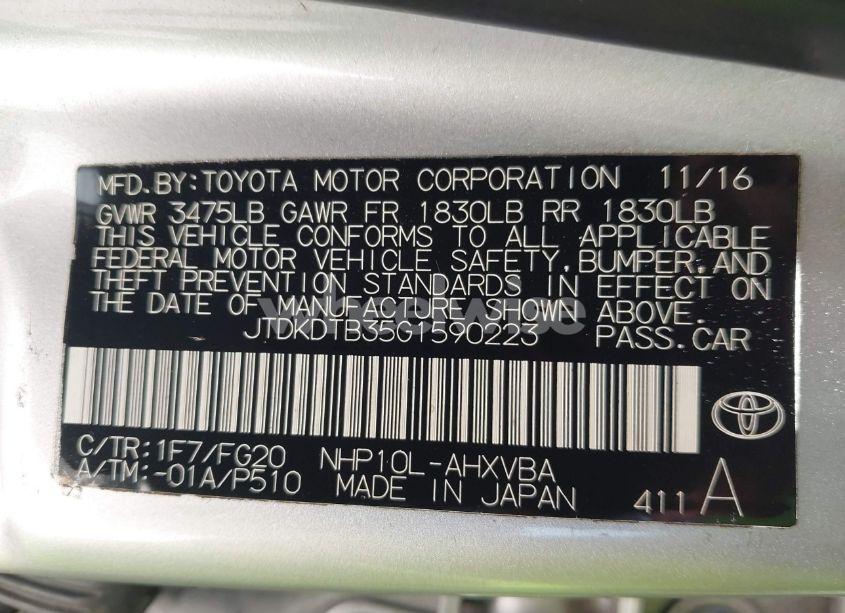 MFD. BY: TOYOTA MOTOR CORPORATION 11/16
GVWR 3475LB GAWR FR 1830LB RR 1830LB
THIS VEHICLE CONFORMS TO ALL APPLICABLE
FEDERAL MOTOR VEHICLE SAFETY, BUMPER, AND
THEFT PREVENTION STANDARDS IN EFFECT ON
THE DATE OF MANUFACTURE SHOWN ABOVE.
JTDKDTB35G1590223 PASS. CAR
C/TR: 1F7/FG20 NHP10L-AHXVBA
A/TM: -01A/P510 MADE IN JAPAN
411 A